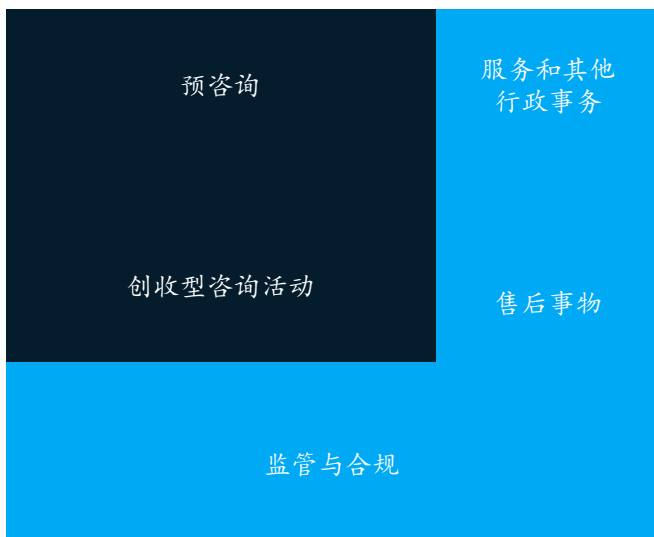 预咨询
服务和其他
行政事务
创收型咨询活动
售后事物
监管与合规